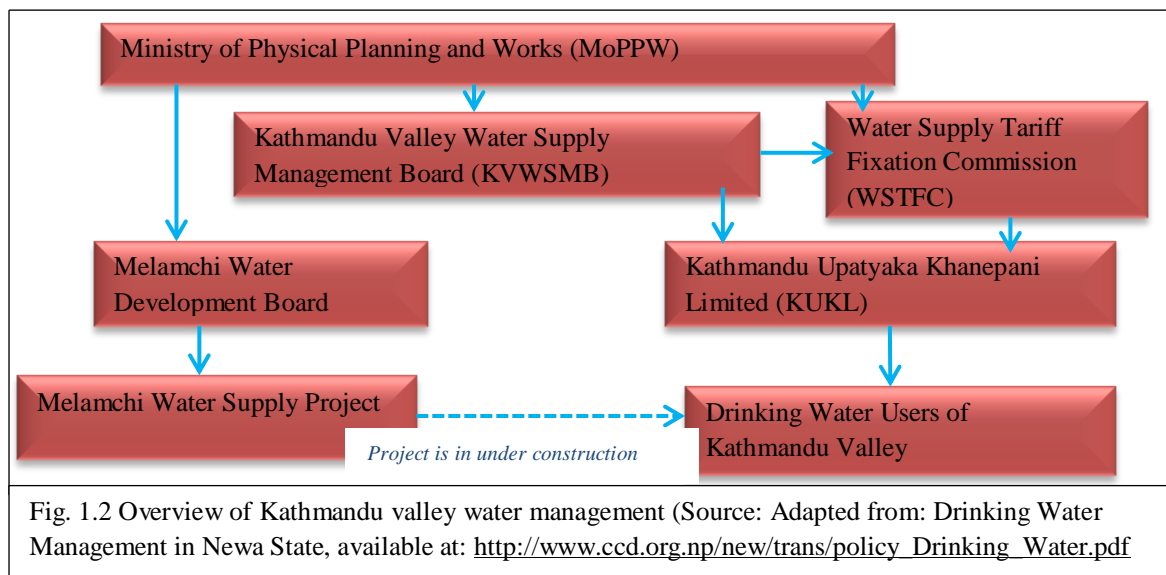 Ministry of Physical Planning and Works (MoPPW)
Kathmandu Valley Water Supply
Management Board (KVWSMB)
Water Supply Tariff
Fixation Commission
(WSTFC)
Melamchi Water
Development Board
Kathmandu Upatyaka Khanepani
Limited (KUKL)
Melamchi Water Supply Project
Project is in under construction
Drinking Water Users of
Kathmandu Valley
Fig. 1.2 Overview of Kathmandu valley water management (Source: Adapted from: Drinking Water
Management in Newa State, available at: http://www.ccd.org.np/new/trans/policy_Drinking_Water.pdf